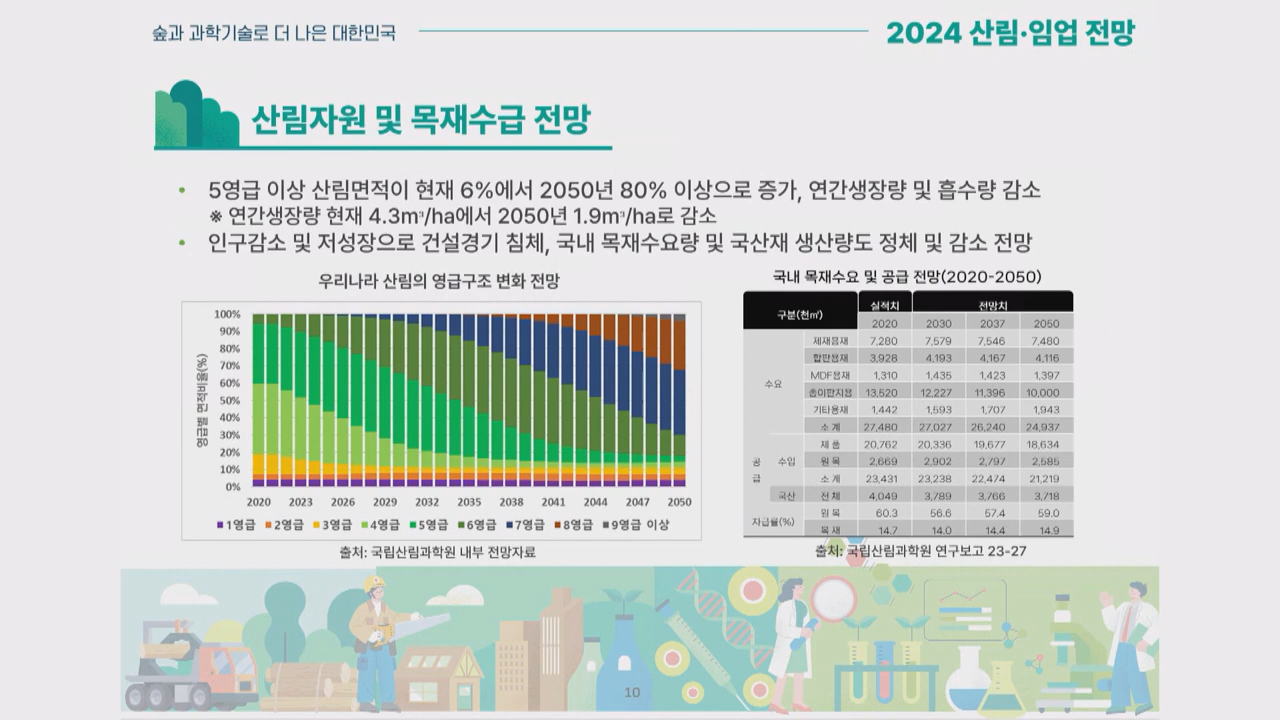 숲과 과학기술로 더 나은 대한민국
2024 산림·임업 전망
산림자원 및 목재수급 전망
• 5영급 이상 산림면적이 현재 6%에서 2050년 80% 이상으로 증가, 연간생장량 및 흡수량 감소
※ 연간생장량 현재 4.3m³/ha에서 2050년 1.9m³/ha로 감소
• 인구감소 및 저성장으로 건설경기 침체, 국내 목재수요량 및 국산재 생산량도 정체 및 감소 전망
우리나라 산림의 영급구조 변화 전망
영급별 면적비율(%)
100%
90%
80%
70%
60%
50%
40%
30%
20%
10%
0%
2020 2023 2026 2029 2032 2035 2038 2041 2044 2047 2050
1영급 2영급 3영급 4영급 5영급 6영급 7영급 8영급 9영급 이상
출처: 국립산림과학원 내부 전망자료
국내 목재수요 및 공급 전망(2020-2050)
구분(천㎥) 실적치 전망치
2020 2030 2037 2050
수요
제재용재 7,280 7,579 7,546 7,480
합판용재 3,928 4,193 4,167 4,116
MDF용재 1,310 1,435 1,423 1,397
종이판지용 13,520 12,227 11,396 10,000
기타용재 1,442 1,593 1,707 1,943
소 계 27,480 27,027 26,240 24,937
공급
수입
제 품 20,762 20,336 19,677 18,634
원 목 2,669 2,902 2,797 2,585
소 계 23,431 23,238 22,474 21,219
국산 전 체 4,049 3,789 3,766 3,718
자급률(%)
원 목 60.3 56.6 57.4 59.0
목 재 14.7 14.0 14.4 14.9
출처: 국립산림과학원 연구보고 23-27
10